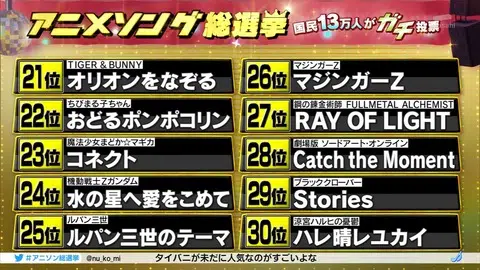 アニメソング総選挙 国民13万人がガチ投票
21位 TIGER & BUNNY
オリオンをなぞる
22位 ちびまる子ちゃん
おどるポンポコリン
23位 魔法少女まどか☆マギカ
コネクト
24位 機動戦士Zガンダム
水の星へ愛をこめて
25位 ルパン三世
ルパン三世のテーマ
26位 マジンガーZ
マジンガーZ
27位 鋼の錬金術師 FULLMETAL ALCHEMIST
RAY OF LIGHT
28位 劇場版 ソードアート・オンライン
Catch the Moment
29位 ブラッククローバー
Stories
30位 涼宮ハルヒの憂鬱
ハレ晴レユカイ
#アニソン総選挙 @nu_ko_mi タイバニが未だに人気なのがすごいよな